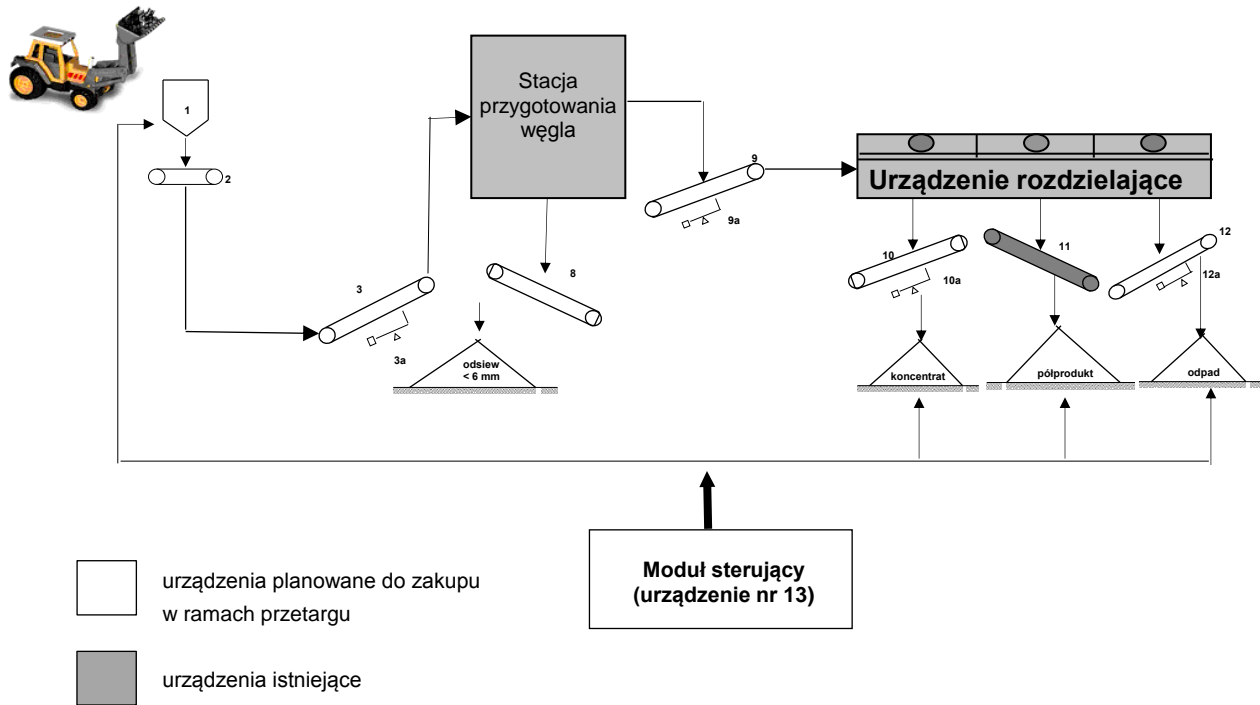 1
2
3
3a
Stacja
przygotowania
węgla
8
odsiew
< 6 mm
9
9a
Urządzenie rozdzielające
10
10a
11
12
12a
koncentrat
półprodukt
odpad
Moduł sterujący
(urządzenie nr 13)
urządzenia planowane do zakupu
w ramach przetargu
urządzenia istniejące